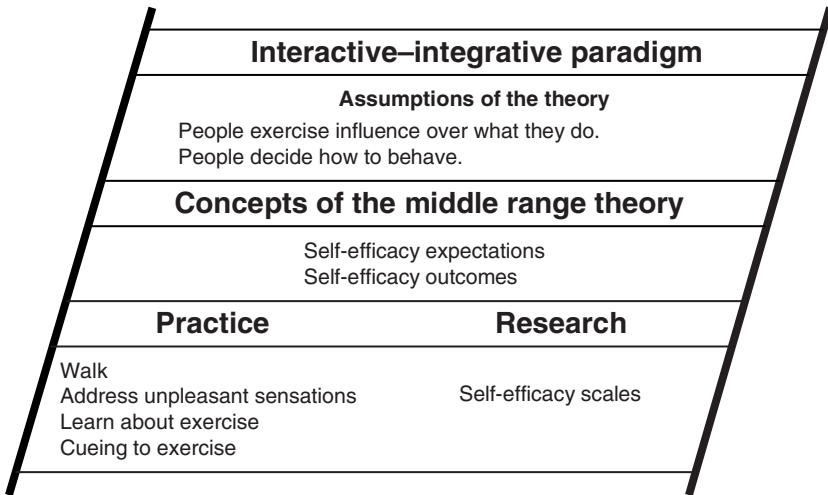 Interactive–integrative paradigm
Assumptions of the theory
People exercise influence over what they do.
People decide how to behave.
Concepts of the middle range theory
Self-efficacy expectations
Self-efficacy outcomes
Practice
Research
Walk
Address unpleasant sensations
Learn about exercise
Cueing to exercise
Self-efficacy scales